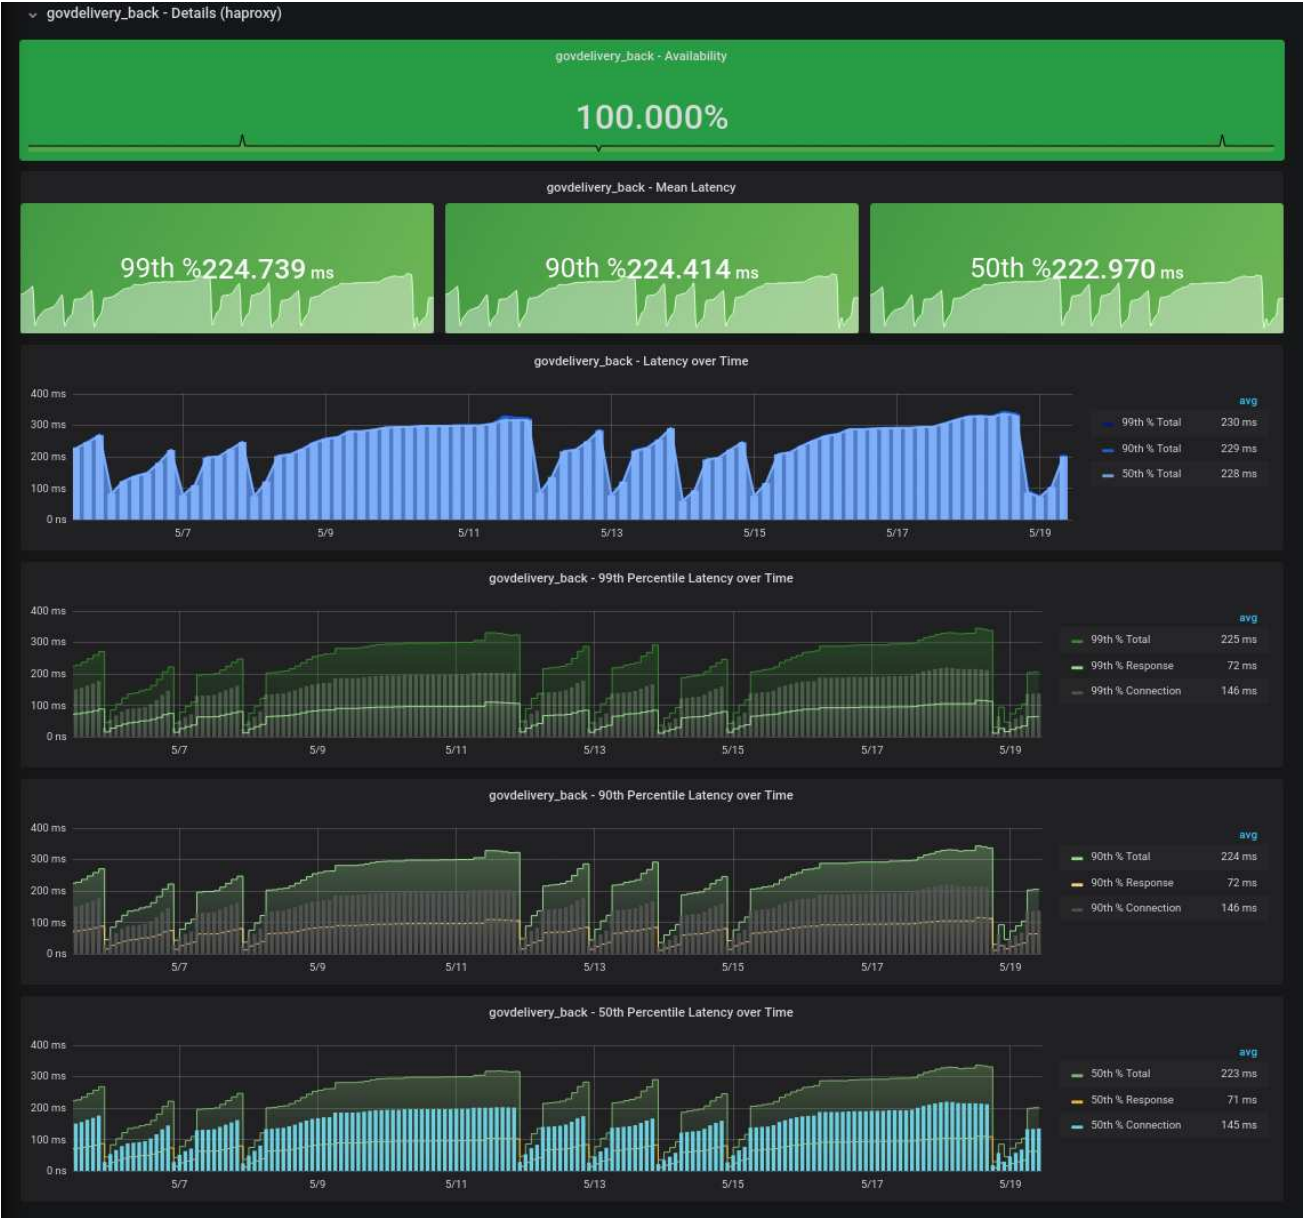 govdelivery_back - Details (haproxy)
govdelivery_back - Availability
100.000%
govdelivery_back - Mean Latency
99th %224.739 ms
90th %224.414 ms
50th %222.970 ms
govdelivery_back - Latency over Time
400 ms
300 ms
200 ms
100 ms
0 ns
5/7 5/9 5/11 5/13 5/15 5/17 5/19
avg
99th % Total 230 ms
90th % Total 229 ms
50th % Total 228 ms
govdelivery_back - 99th Percentile Latency over Time
400 ms
300 ms
200 ms
100 ms
0 ns
5/7 5/9 5/11 5/13 5/15 5/17 5/19
avg
99th % Total 225 ms
99th % Response 72 ms
99th % Connection 146 ms
govdelivery_back - 90th Percentile Latency over Time
400 ms
300 ms
200 ms
100 ms
0 ns
5/7 5/9 5/11 5/13 5/15 5/17 5/19
avg
90th % Total 224 ms
90th % Response 72 ms
90th % Connection 146 ms
govdelivery_back - 50th Percentile Latency over Time
400 ms
300 ms
200 ms
100 ms
0 ns
5/7 5/9 5/11 5/13 5/15 5/17 5/19
avg
50th % Total 223 ms
50th % Response 71 ms
50th % Connection 145 ms